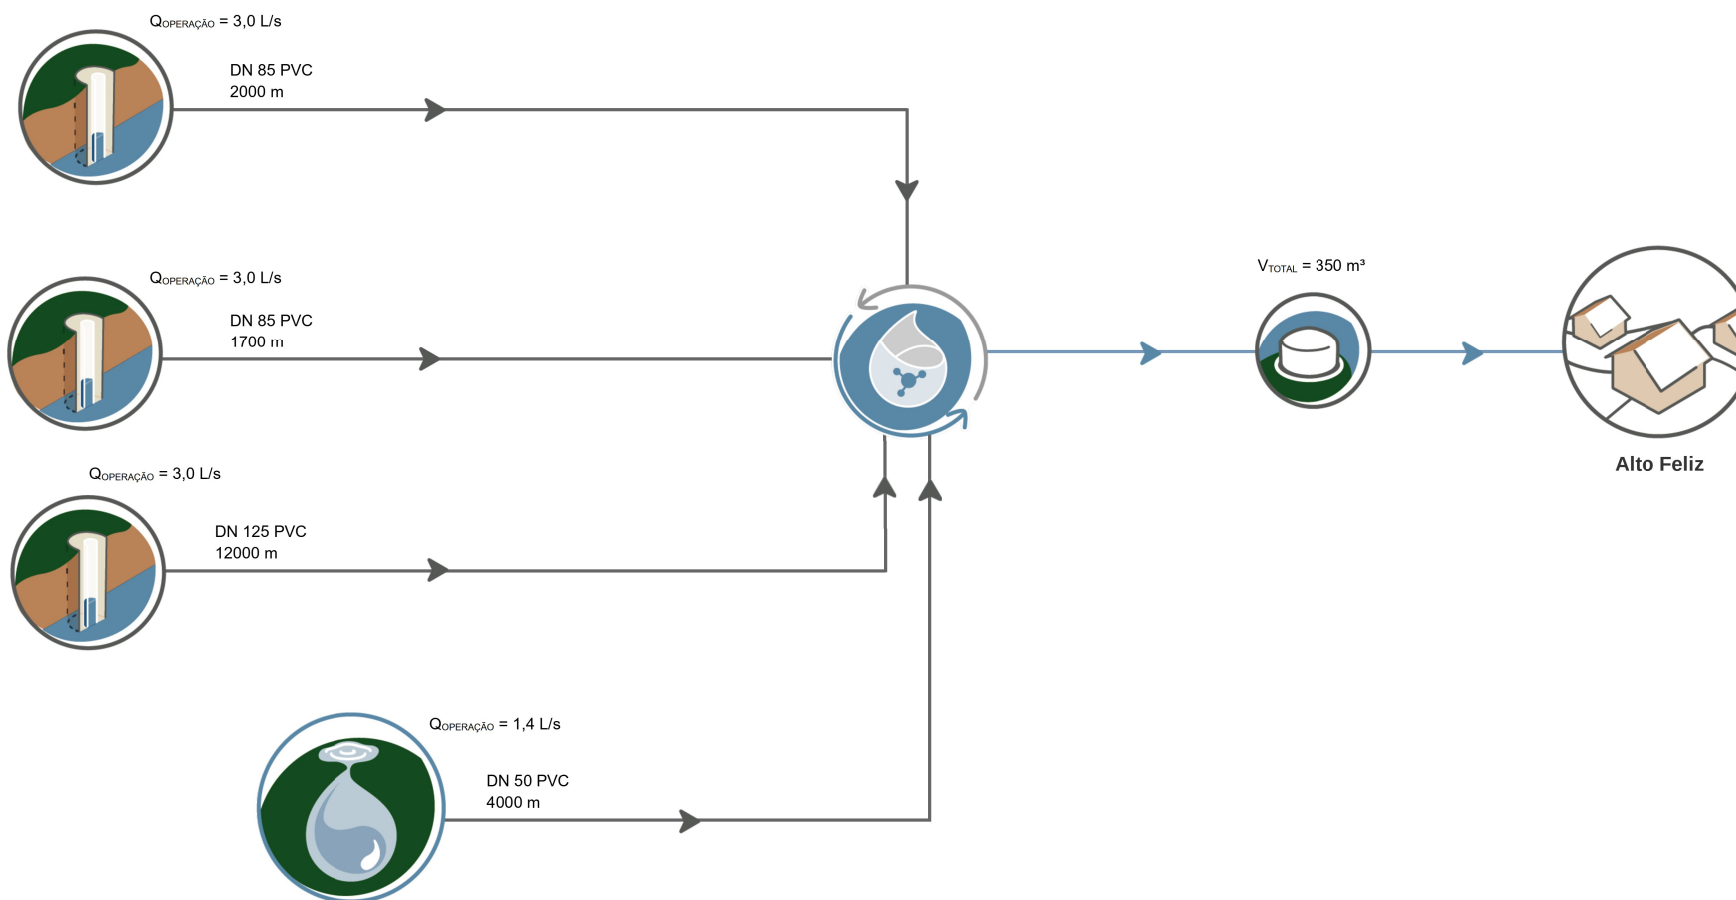 QOPERAÇÃO = 3,0 L/s
DN 85 PVC
2000 m
QOPERAÇÃO = 3,0 L/s
DN 85 PVC
1700 m
VTOTAL = 350 m³
Alto Feliz
QOPERAÇÃO = 3,0 L/s
DN 125 PVC
12000 m
QOPERAÇÃO = 1,4 L/s
DN 50 PVC
4000 m